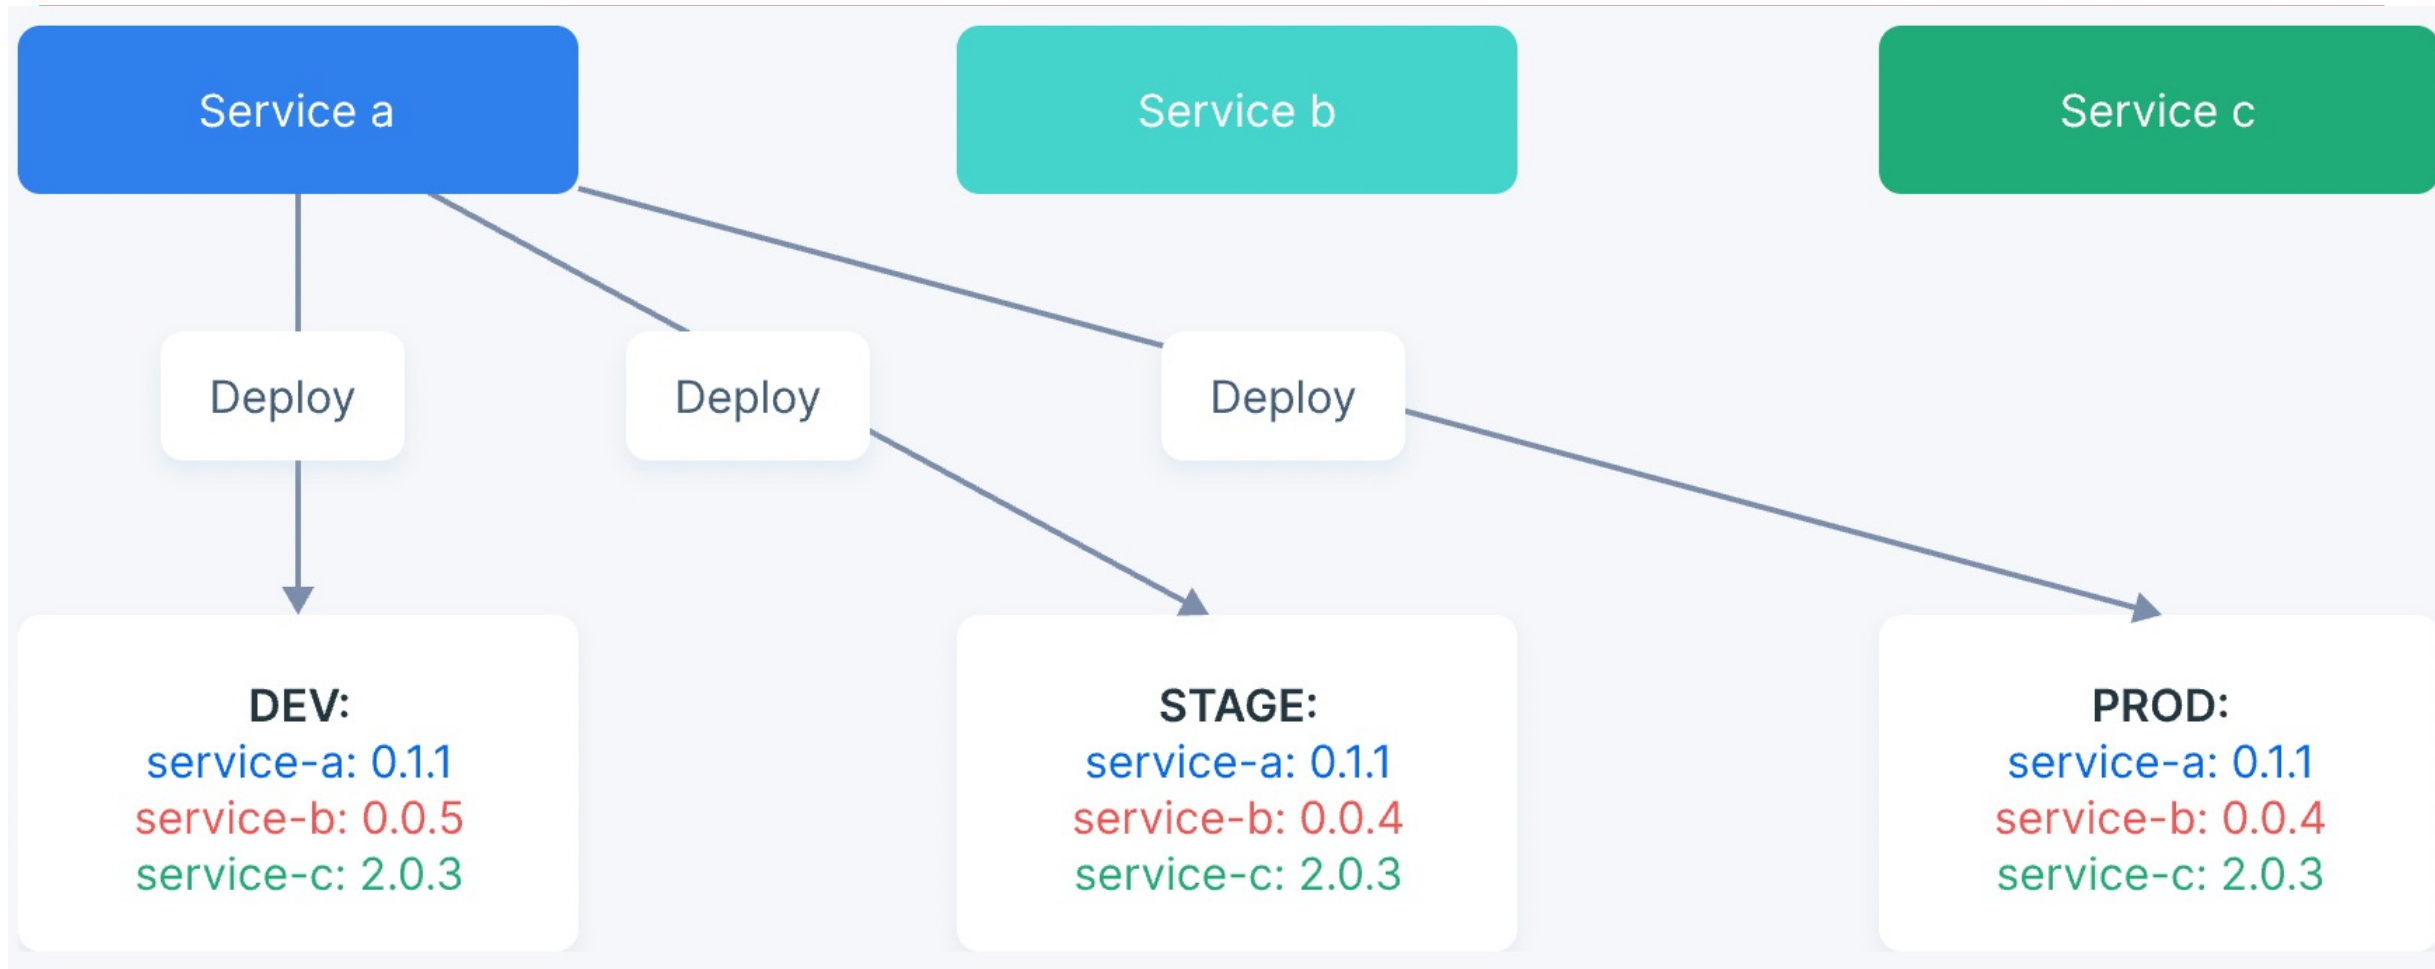 Service a
Service b
Service c
Deploy
Deploy
Deploy
DEV:
service-a: 0.1.1
service-b: 0.0.5
service-c: 2.0.3
STAGE:
service-a: 0.1.1
service-b: 0.0.4
service-c: 2.0.3
PROD:
service-a: 0.1.1
service-b: 0.0.4
service-c: 2.0.3